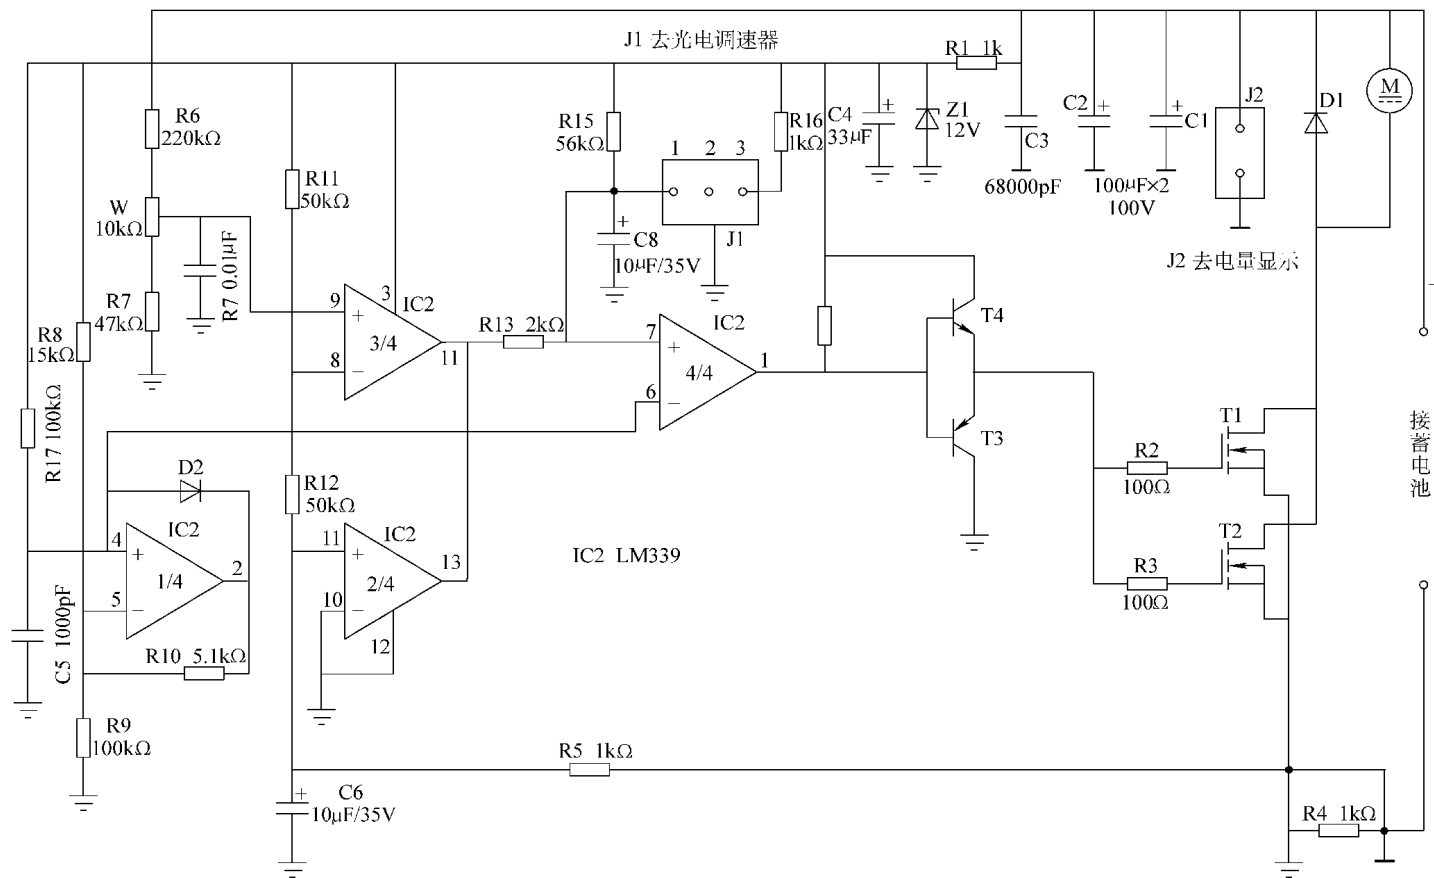 J1 去光电调速器
R1 1k
R6
220kΩ
R15
56kΩ
1 2 3
R16
1kΩ
C4
33μF
Z1
12V
C3
68000pF
C2
C1
100μF×2
100V
J2
D1
M
R11
50kΩ
W
10kΩ
R7 0.01μF
J1
C8
10μF/35V
J2 去电量显示
R7
47kΩ
R8
15kΩ
9
3
IC2
+
3/4
8
−
11
R13 2kΩ
7
IC2
+
4/4
1
6
−
T4
T3
R17 100kΩ
T1
R2
100Ω
接蓄电池
D2
R12
50kΩ
IC2
4
+
1/4
2
5
−
IC2
11
+
2/4
13
10
−
12
IC2 LM339
T2
R3
100Ω
C5 1000pF
R10 5.1kΩ
R9
100kΩ
R5 1kΩ
C6
10μF/35V
R4 1kΩ